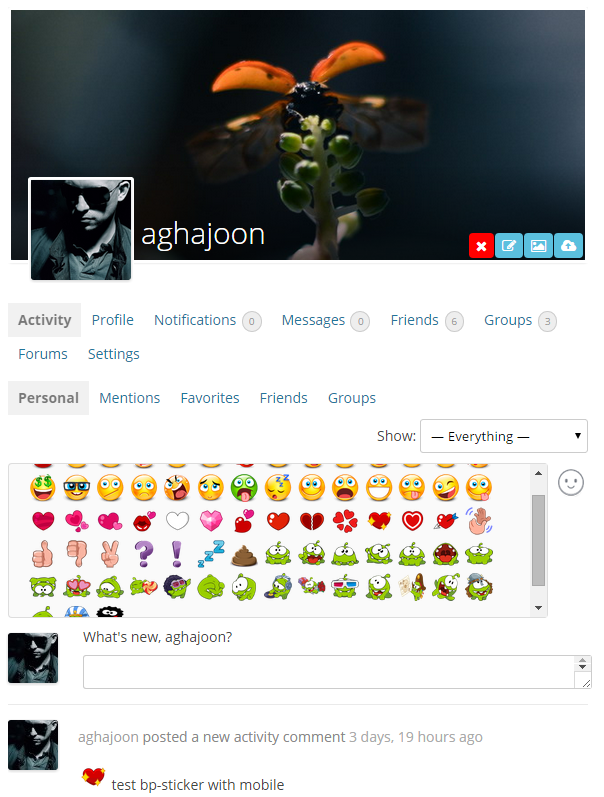 aghajoon
Activity Profile Notifications 0 Messages 0 Friends 6 Groups 3
Forums Settings
Personal Mentions Favorites Friends Groups
Show: — Everything —
What's new, aghajoon?
aghajoon posted a new activity comment 3 days, 19 hours ago
test bp-sticker with mobile